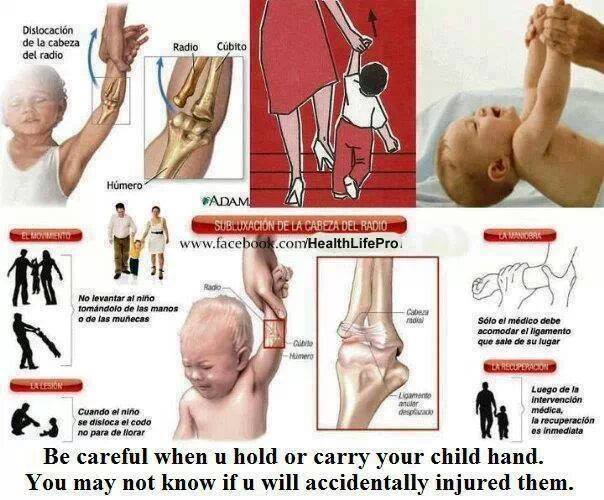 Dislocación
de la cabeza
del radio
Radio
Cúbito
Húmero
ADAM
SUBLUXACIÓN DE LA CABEZA DEL RADIO
www.facebook.com/HealthLifePro
EL MOVIMIENTO
No levantar al niño
tomándolo de las manos
o de las muñecas
LA LESIÓN
Cuando el niño
se disloca el codo
no para de llorar
Radio
Cúbito
Húmero
Cabeza
radial
Ligamento
anular
desplazado
LA MANIOBRA
Sólo el médico debe
acomodar el ligamento
que sale de su lugar
LA RECUPERACIÓN
Luego de la
intervención
médica,
la recuperación
es inmediata
Be careful when u hold or carry your child hand.
You may not know if u will accidentally injured them.